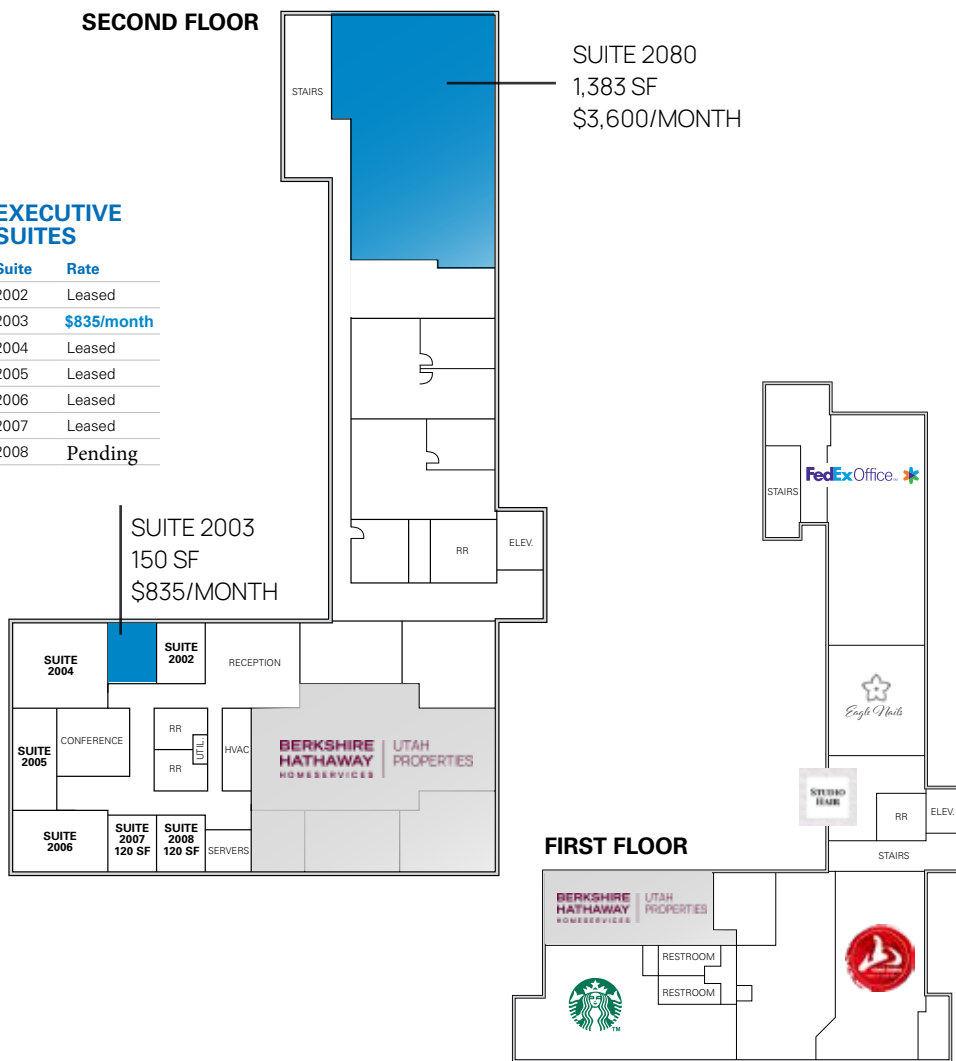 SECOND FLOOR
SUITE 2080
1,383 SF
$3,600/MONTH
STAIRS
EXECUTIVE
SUITES
Suite Rate
2002 Leased
2003 $835/month
2004 Leased
2005 Leased
2006 Leased
2007 Leased
2008 Pending
SUITE 2003
150 SF
$835/MONTH
RR
ELEV.
SUITE
2004
SUITE
2002
RECEPTION
SUITE
2005
CONFERENCE
RR
UTIL.
RR
HVAC
BERKSHIRE
HATHAWAY
HOMESERVICES
UTAH
PROPERTIES
SUITE
2006
SUITE
2007
120 SF
SUITE
2008
120 SF
SERVERS
STAIRS
FedEx Office
Eagle Nails
STUDIO
HAIR
RR
ELEV.
STAIRS
FIRST FLOOR
BERKSHIRE
HATHAWAY
HOMESERVICES
UTAH
PROPERTIES
RESTROOM
RESTROOM
TM